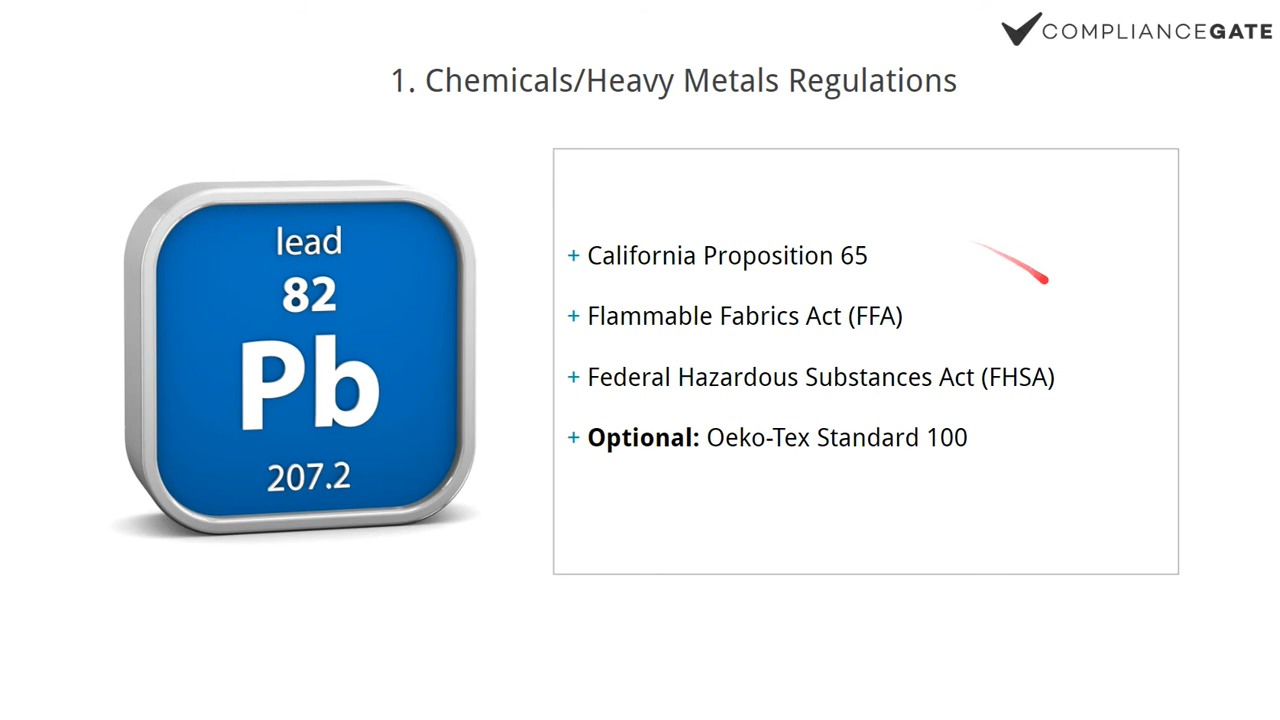 COMPLIANCEGATE
1. Chemicals/Heavy Metals Regulations
lead
82
Pb
207.2
+ California Proposition 65
+ Flammable Fabrics Act (FFA)
+ Federal Hazardous Substances Act (FHSA)
+ Optional: Oeko-Tex Standard 100